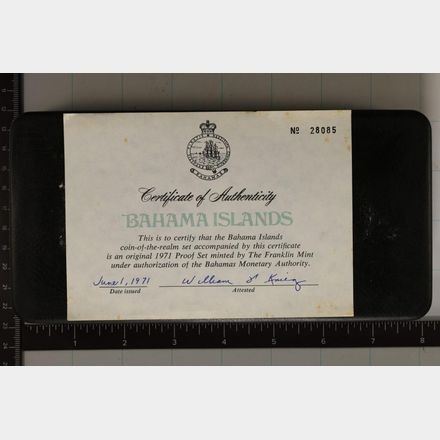 Nº 28085
Certificate of Authenticity
BAHAMA ISLANDS
This is to certify that the Bahama Islands
coin-of-the-realm set accompanied by this certificate
is an original 1971 Proof Set minted by The Franklin Mint
under authorization of the Bahamas Monetary Authority.
June 1, 1971 William
Date issued Attested
1 2 3 4 5 6 7 8